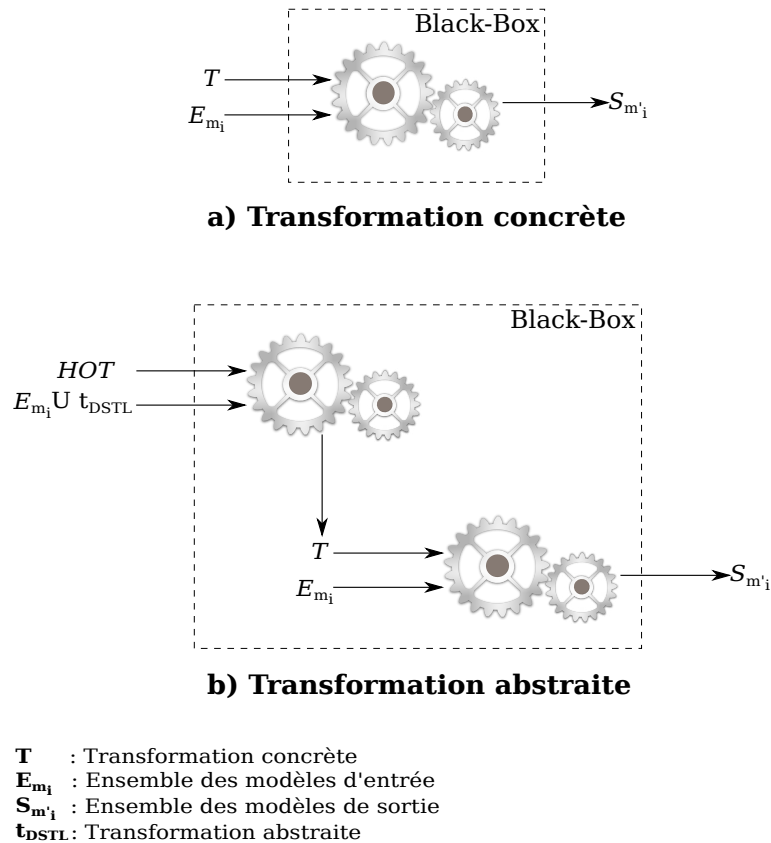 Black-Box
T
E_{m_i}
S_{m'_i}
a) Transformation concrète
Black-Box
HOT
E_{m_i} U t_{DSTL}
T
E_{m_i}
S_{m'_i}
b) Transformation abstraite
T : Transformation concrète
E_{m_i} : Ensemble des modèles d'entrée
S_{m'_i} : Ensemble des modèles de sortie
t_{DSTL} : Transformation abstraite